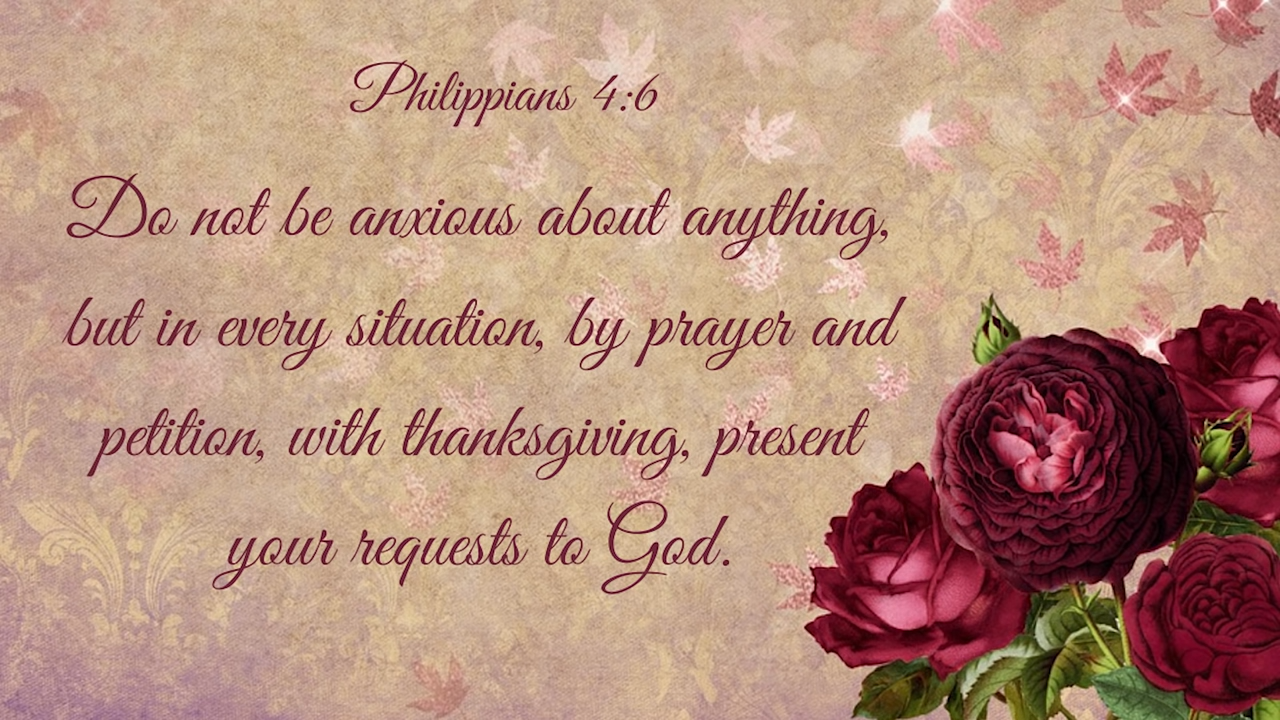 Philippians 4:6
Do not be anxious about anything,
but in every situation, by prayer and
petition, with thanksgiving, present
your requests to God.